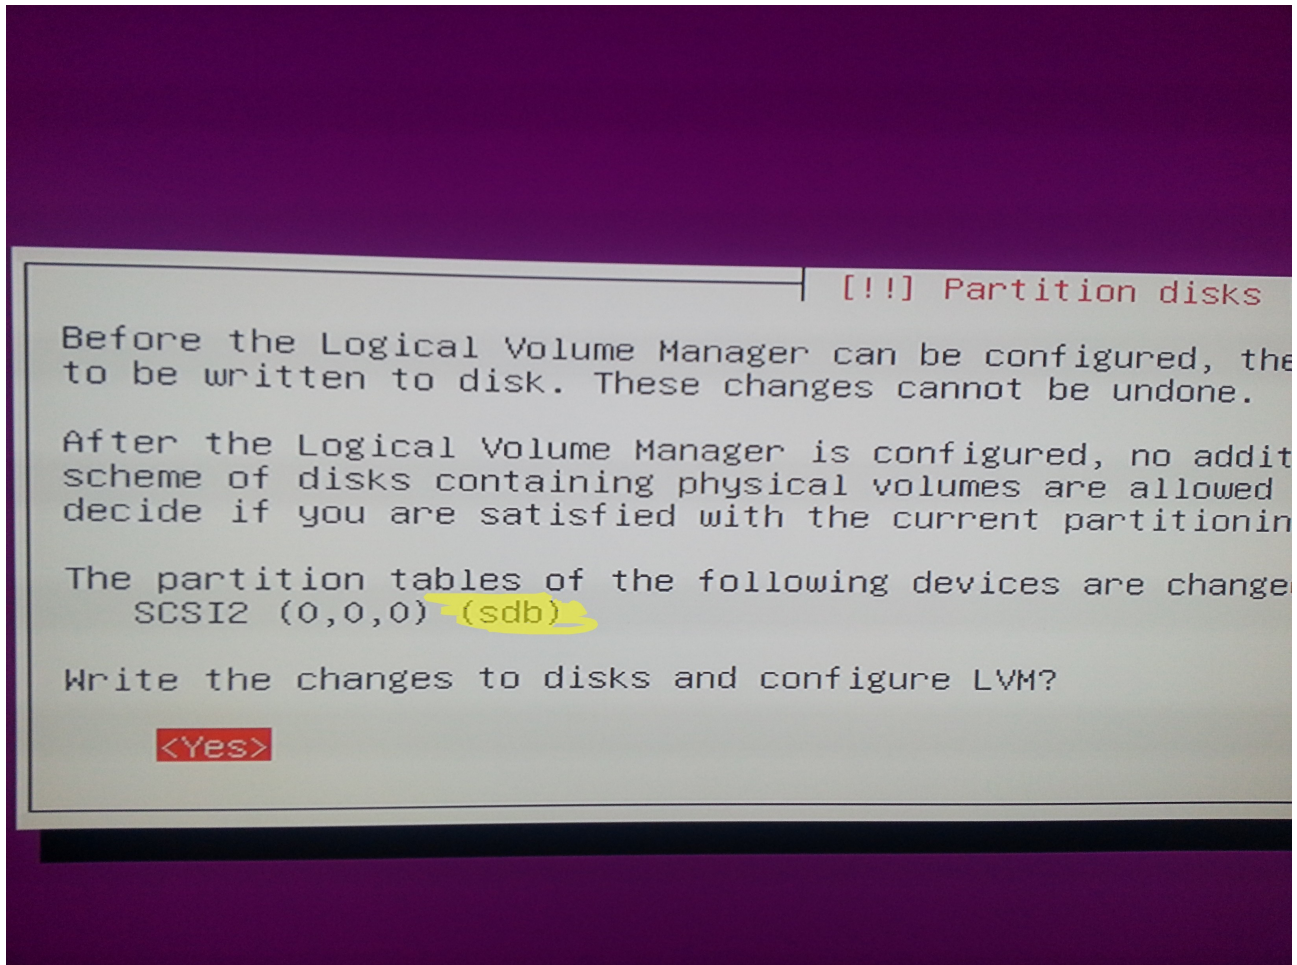 [!!] Partition disks
Before the Logical Volume Manager can be configured, the
to be written to disk. These changes cannot be undone.
After the Logical Volume Manager is configured, no addit
scheme of disks containing physical volumes are allowed
decide if you are satisfied with the current partitionin
The partition tables of the following devices are change
SCSI2 (0,0,0) (sdb)
Write the changes to disks and configure LVM?
<Yes>